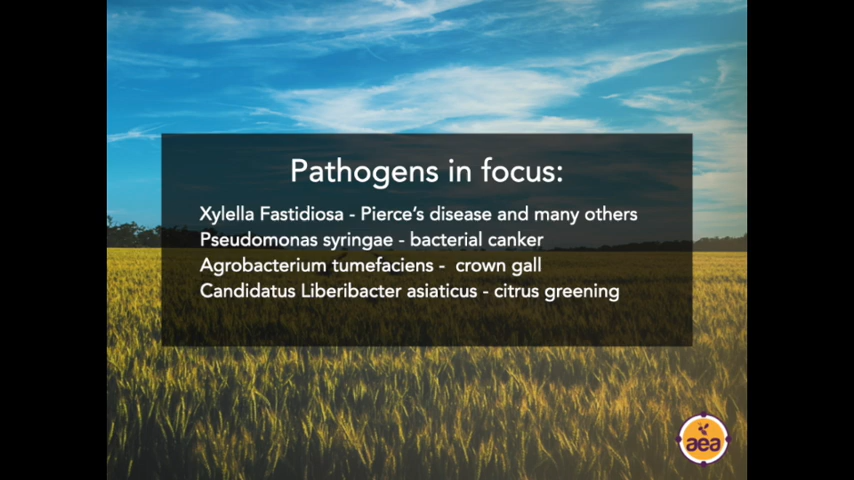 Pathogens in focus:
Xylella Fastidiosa - Pierce's disease and many others
Pseudomonas syringae - bacterial canker
Agrobacterium tumefaciens -  crown gall
Candidatus Liberibacter asiaticus - citrus greening
aea